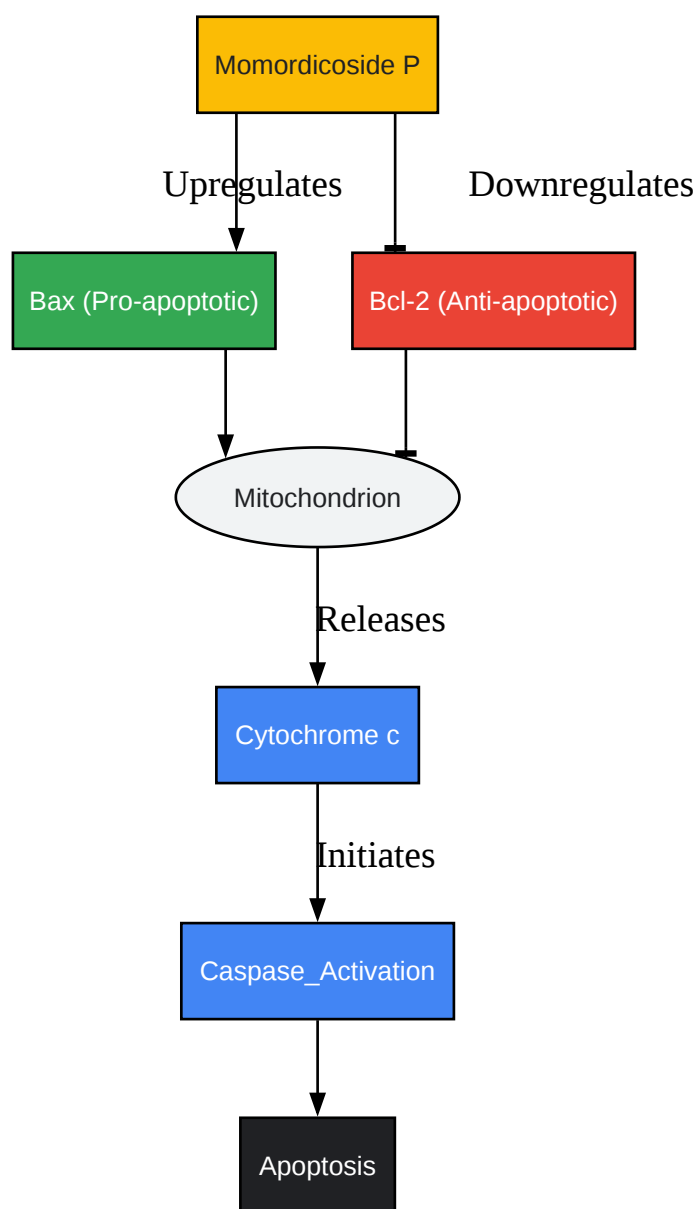 Momordicoside P
Upregulates
Downregulates
Bax (Pro-apoptotic)
Bcl-2 (Anti-apoptotic)
Mitochondrion
Releases
Cytochrome c
Initiates
Caspase_Activation
Apoptosis